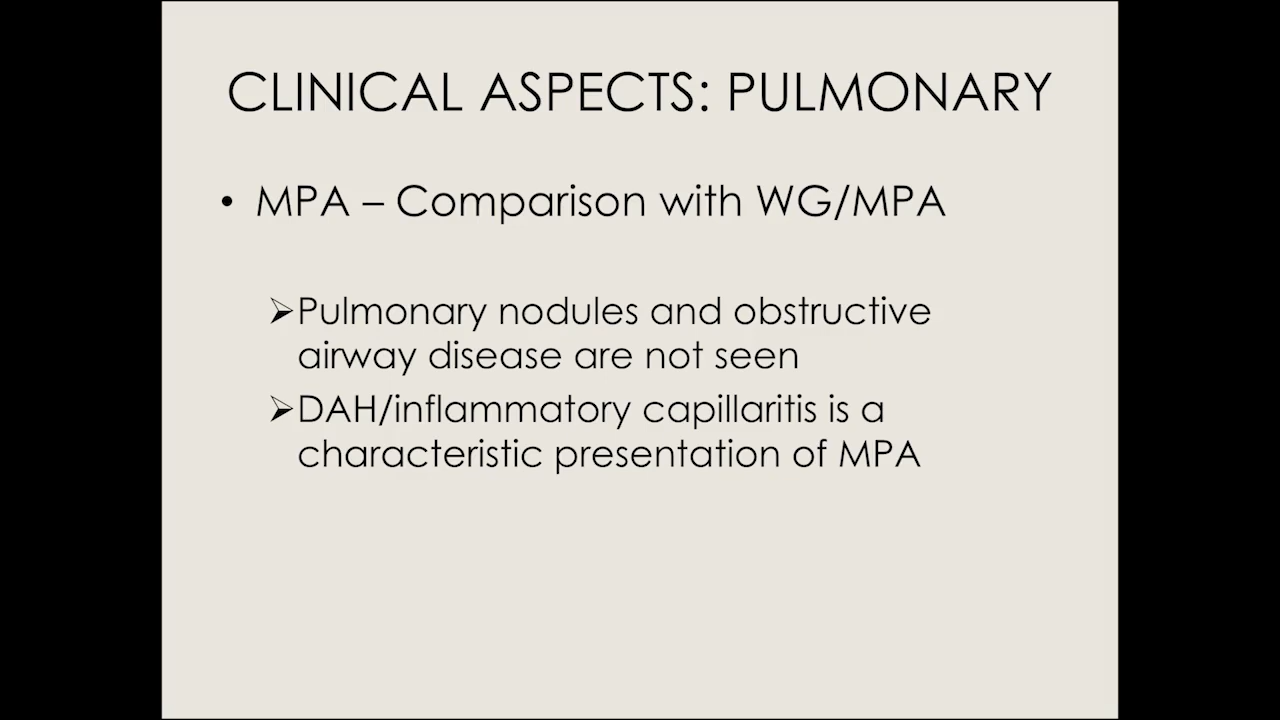 CLINICAL ASPECTS: PULMONARY
• MPA – Comparison with WG/MPA
➢Pulmonary nodules and obstructive
airway disease are not seen
➢DAH/inflammatory capillaritis is a
characteristic presentation of MPA